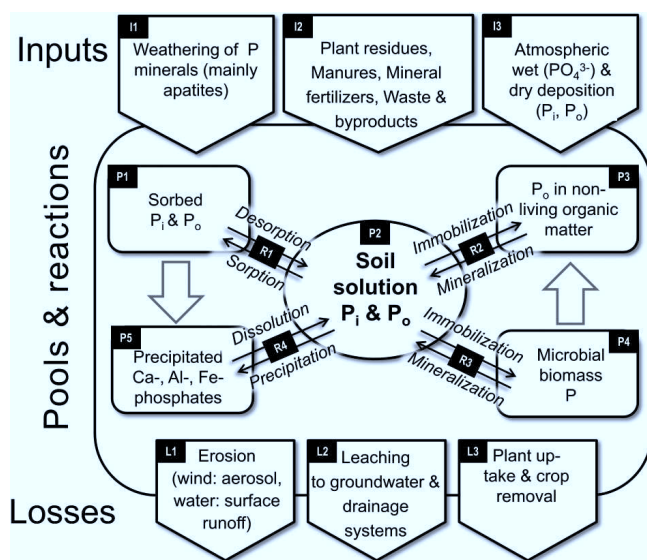 Inputs
I1
Weathering of P
minerals (mainly
apatites)
I2
Plant residues,
Manures, Mineral
fertilizers, Waste &
byproducts
I3
Atmospheric
wet (PO₄³⁻) &
dry deposition
(Pᵢ, Pₒ)
Pools & reactions
P1
Sorbed
Pᵢ & Pₒ
Desorption
R1
Sorption
P2
Soil
solution
Pᵢ & Pₒ
Immobilization
R2
Mineralization
P3
Pₒ in non-
living organic
matter
P5
Precipitated
Ca-, Al-, Fe-
phosphates
Dissolution
R4
Precipitation
Immobilization
R3
Mineralization
P4
Microbial
biomass
P
Losses
L1
Erosion
(wind: aerosol,
water: surface
runoff)
L2
Leaching
to groundwater &
drainage
systems
L3
Plant up-
take & crop
removal